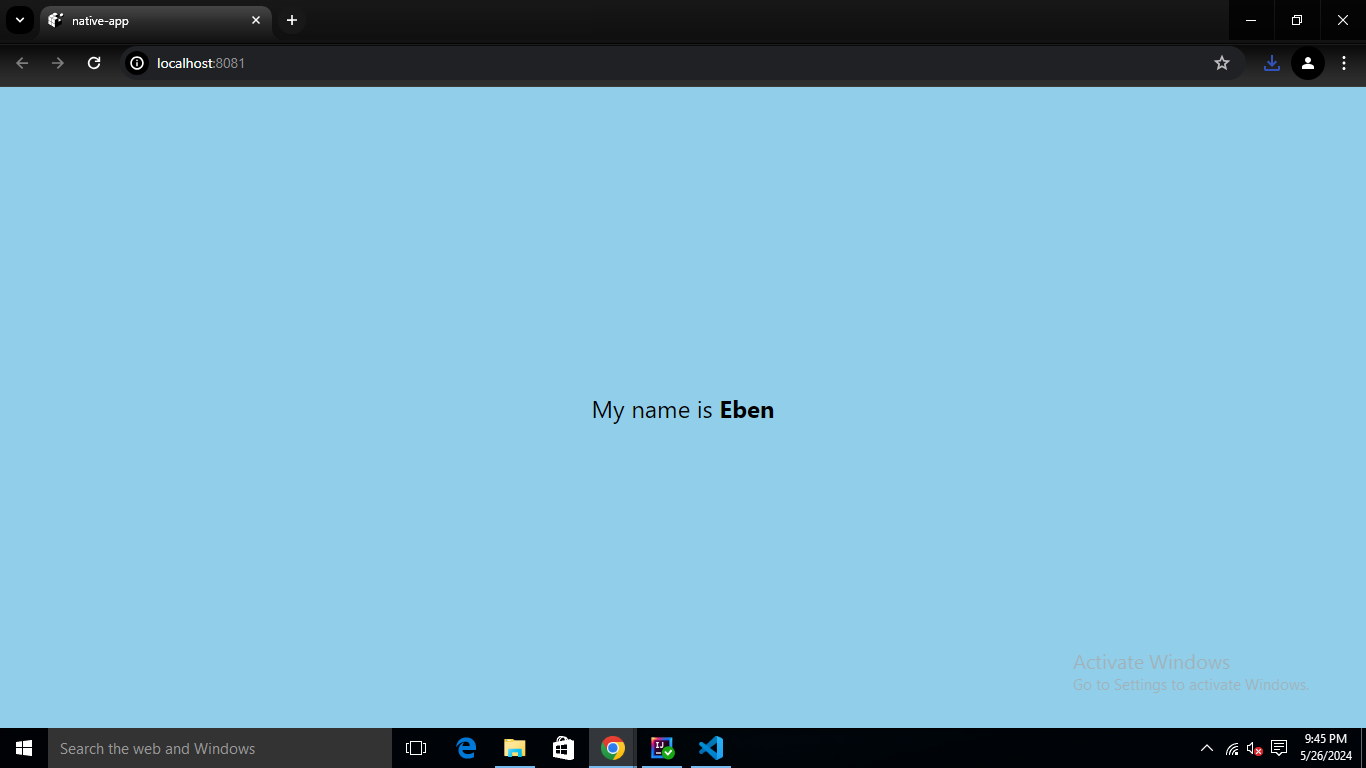 native-app
localhost:8081
My name is Eben
Activate Windows
Go to Settings to activate Windows.
Search the web and Windows
9:45 PM
5/26/2024